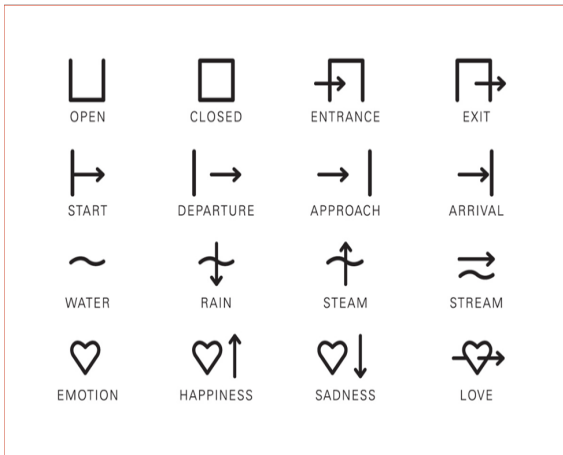 OPEN
CLOSED
ENTRANCE
EXIT
START
DEPARTURE
APPROACH
ARRIVAL
WATER
RAIN
STEAM
STREAM
EMOTION
HAPPINESS
SADNESS
LOVE